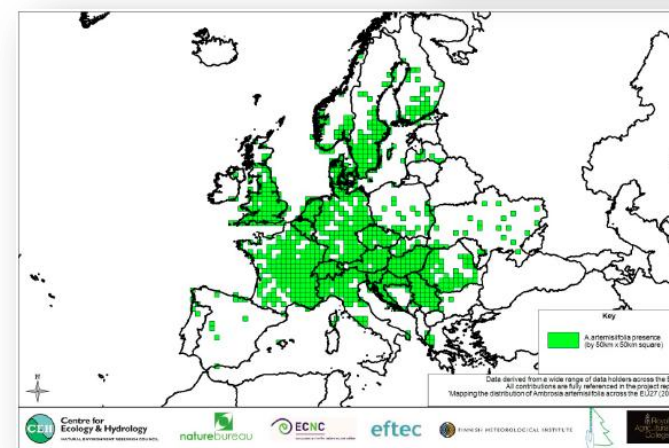 Key
A.artemisiifolia presence
(by 50km x 50km square)
Data derived from a wide range of data holders across the
All contributions are fully referenced in the project
'Mapping the distribution of Ambrosia artemisiifolia across the EU27
N
CEH
Centre for
Ecology & Hydrology
NATURAL ENVIRONMENT RESEARCH COUNCIL
naturebureau
ECNC
eftec
FINNISH METEOROLOGICAL INSTITUTE